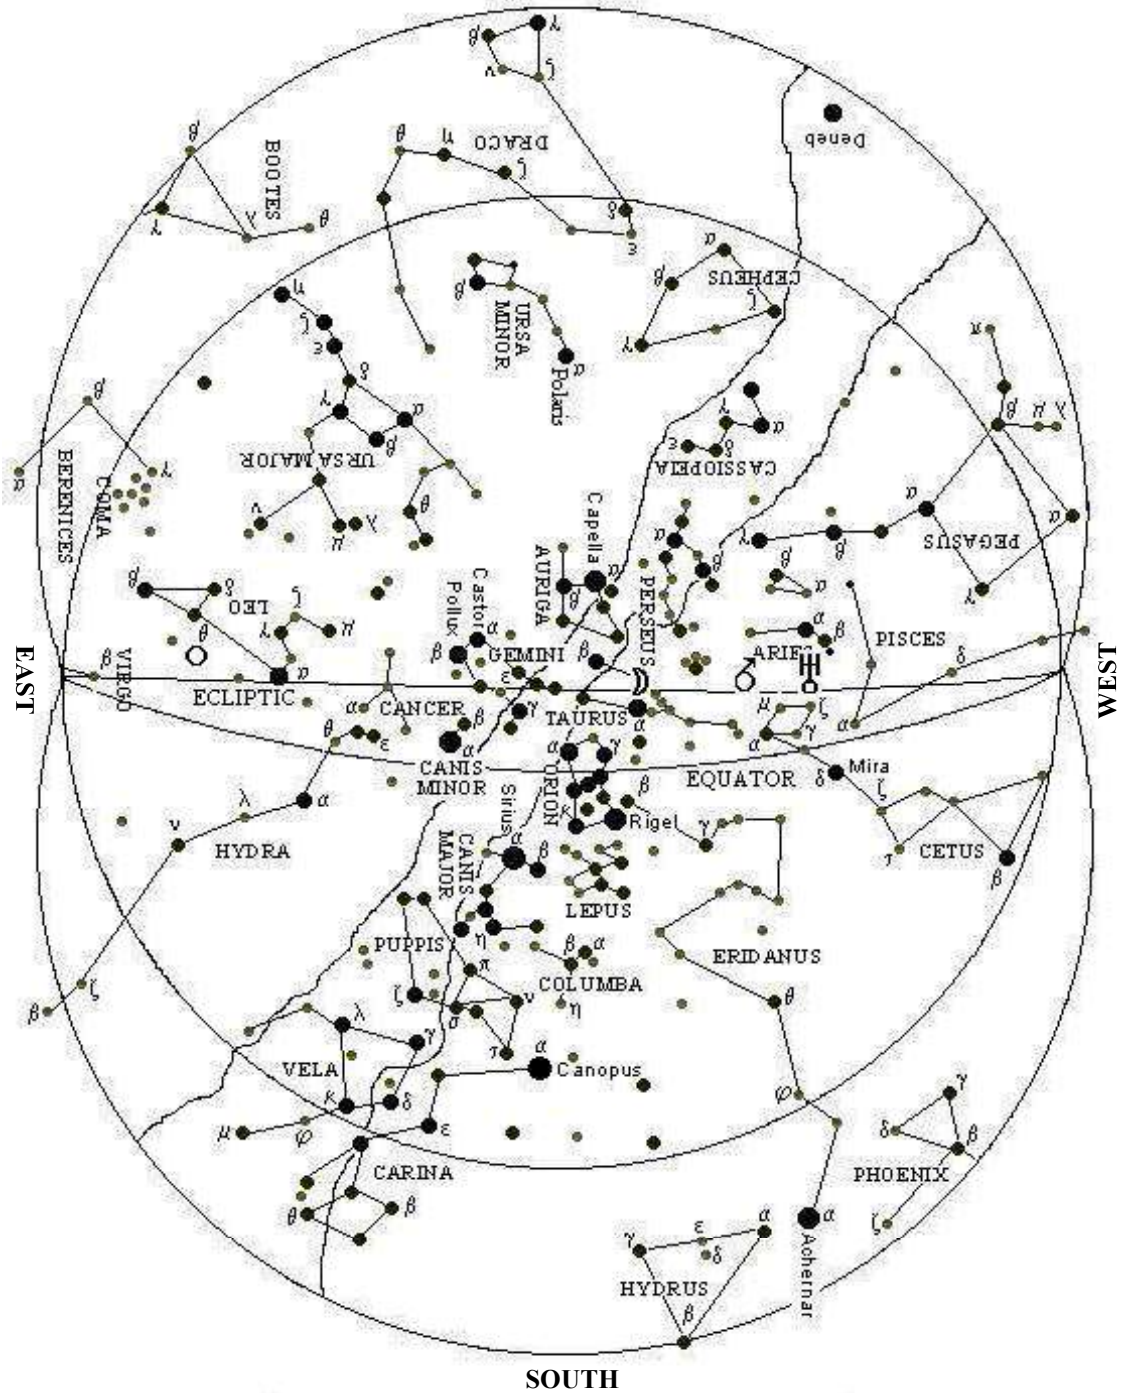 γ
β
ν
ξ
DRACO
θ
η
ζ
δ
ε
Deneb
BOOTES
β
γ
λ
θ
CEPHEUS
α
β
ζ
γ
URSA
MINOR
β
α
Polaris
η
ζ
ε
δ
γ
α
β
URSA MAJOR
ν
μ
λ
θ
CASSIOPEIA
γ
α
δ
ε
PEGASUS
π
β
μ
λ
α
α
γ
β
γ
COMA
BERENICES
β
γ
α
Capella
α
AURIGA
β
PERSEUS
α
β
β
α
Castor
Pollux
α
β
GEMINI
ε
γ
LEO
β
δ
θ
ζ
γ
μ
α
ARIES
α
β
PISCES
δ
α
EAST
WEST
VIRGO
β
ECLIPTIC
CANCER
α
TAURUS
β
α
μ
ζ
γ
α
θ
ε
β
α
CANIS
MINOR
ORION
α
γ
κ
β
Rigel
EQUATOR
δ
Mira
ζ
τ
CETUS
β
HYDRA
α
λ
ν
ζ
β
Sirius
α
β
CANIS
MAJOR
η
γ
LEPUS
PUPPIS
π
ζ
σ
ν
τ
β
α
COLUMBA
η
ERIDANUS
θ
φ
VELA
λ
γ
κ
δ
μ
φ
α
Canopus
ε
CARINA
θ
β
PHOENIX
γ
δ
β
ζ
α
Achernar
HYDRUS
γ
ε
δ
α
β
SOUTH